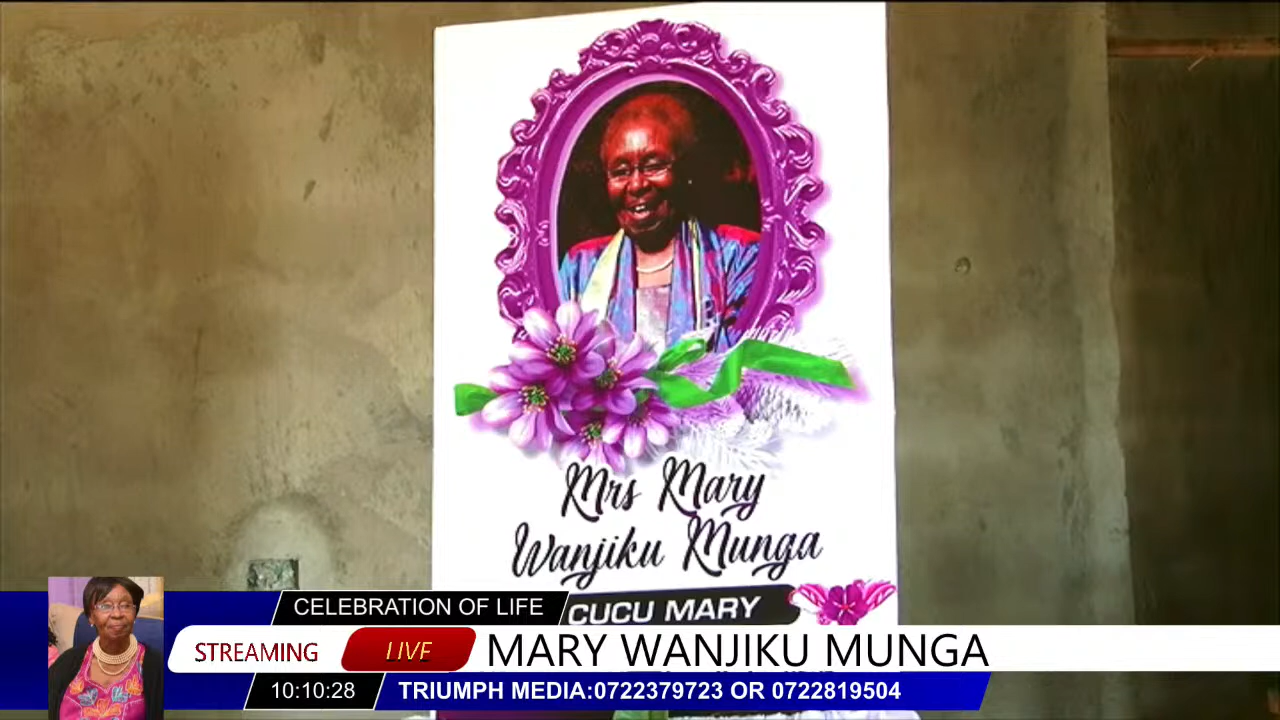 Mrs Mary
Wanjiku Munga
CUCU MARY
CELEBRATION OF LIFE
STREAMING LIVE MARY WANJIKU MUNGA
10:10:28 TRIUMPH MEDIA:0722379723 OR 0722819504